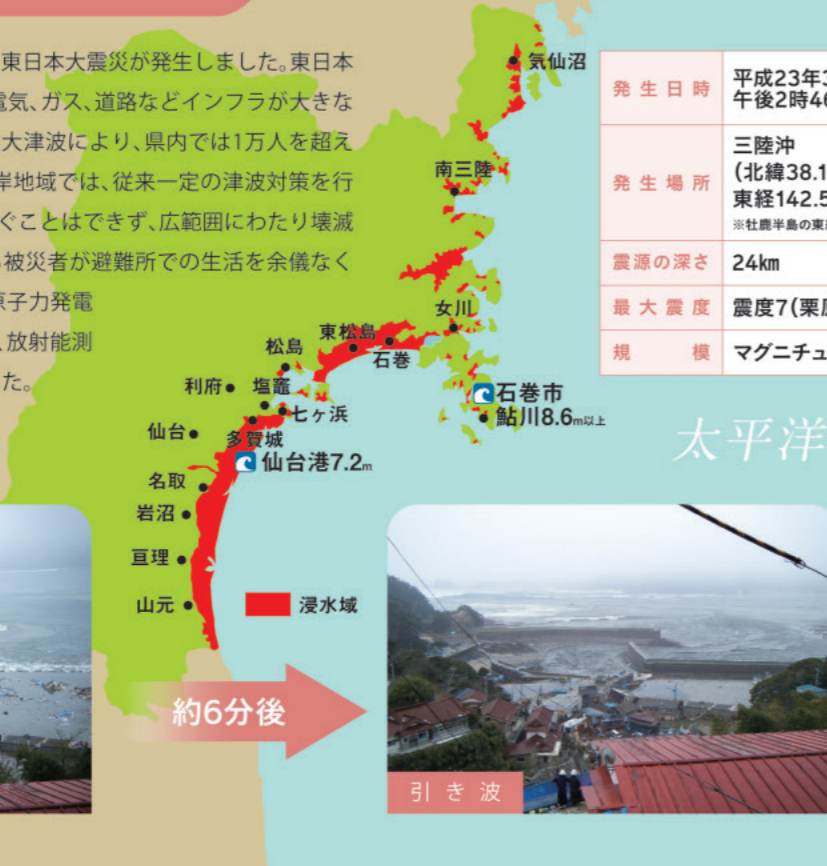 東日本大震災が発生しました。東日本
電気、ガス、道路などインフラが大きな
大津波により、県内では1万人を超え
岸地域では、従来一定の津波対策を行
ぐことはできず、広範囲にわたり壊滅
被災者が避難所での生活を余儀なく
原子力発電
、放射能測
た。
気仙沼
南三陸
女川
東松島
石巻
松島
利府
塩竈
七ヶ浜
仙台
多賀城
石巻市
鮎川8.6m以上
仙台港7.2m
名取
岩沼
亘理
山元
浸水域
発生日時
平成23年3
午後2時46
発生場所
三陸沖
(北緯38.1
東経142.5
※牡鹿半島の東
震源の深さ
24km
最大震度
震度7(栗原
規模
マグニチュ
太平洋
約6分後
引き波